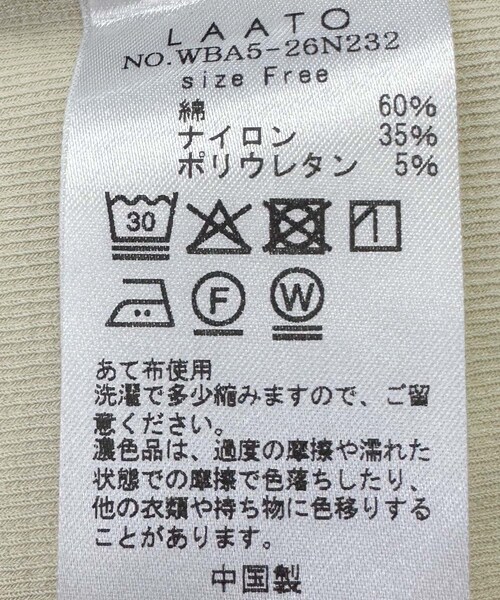 LAATO
NO.WBA5-26N232
size Free
綿 60%
ナイロン 35%
ポリウレタン 5%
30
F W
あて布使用
洗濯で多少縮みますので、ご留
意ください。
濃色品は、過度の摩擦や濡れた
状態での摩擦で色落ちしたり、
他の衣類や持ち物に色移りする
ことがあります。
中国製